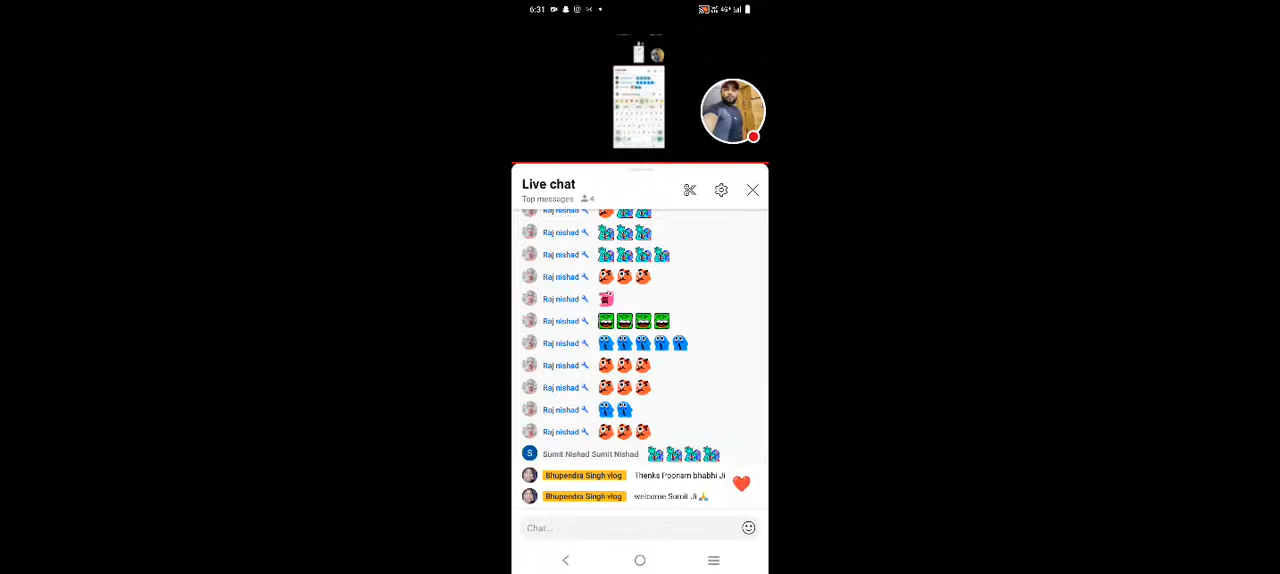 6:31 4G+
Live chat
Top messages 4
Raj nishad
Raj nishad
Raj nishad
Raj nishad
Raj nishad
Raj nishad
Raj nishad
Raj nishad
Raj nishad
Raj nishad
Raj nishad
S Sumit Nishad Sumit Nishad
Bhupendra Singh vlog Thenka Poonam bhabhi Ji
Bhupendra Singh vlog welcome Sumit Ji 🙏
Chat...